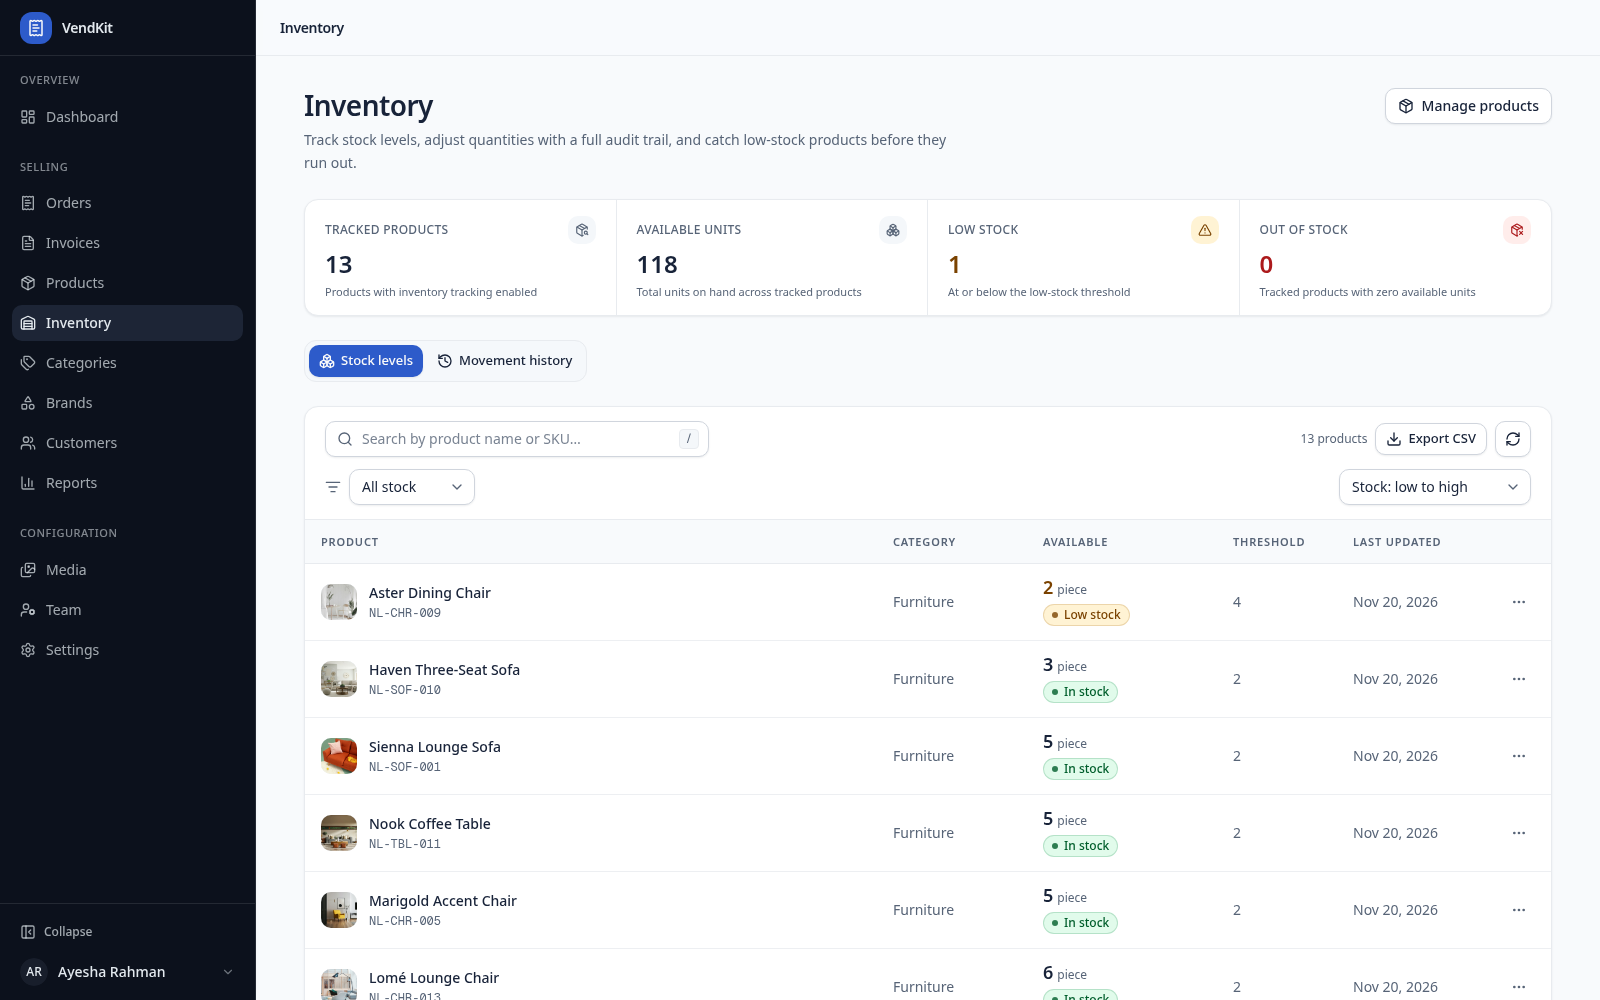 VendKit
OVERVIEW
Dashboard
SELLING
Orders
Invoices
Products
Inventory
Categories
Brands
Customers
Reports
CONFIGURATION
Media
Team
Settings
Collapse
AR Ayesha Rahman
Inventory
Inventory
Track stock levels, adjust quantities with a full audit trail, and catch low-stock products before they
run out.
Manage products
TRACKED PRODUCTS
13
Products with inventory tracking enabled
AVAILABLE UNITS
118
Total units on hand across tracked products
LOW STOCK
1
At or below the low-stock threshold
OUT OF STOCK
0
Tracked products with zero available units
Stock levels Movement history
Search by product name or SKU... / 13 products Export CSV
All stock Stock: low to high
PRODUCT CATEGORY AVAILABLE THRESHOLD LAST UPDATED
Aster Dining Chair
NL-CHR-009
Furniture
2 piece
Low stock
4
Nov 20, 2026
Haven Three-Seat Sofa
NL-SOF-010
Furniture
3 piece
In stock
2
Nov 20, 2026
Sienna Lounge Sofa
NL-SOF-001
Furniture
5 piece
In stock
2
Nov 20, 2026
Nook Coffee Table
NL-TBL-011
Furniture
5 piece
In stock
2
Nov 20, 2026
Marigold Accent Chair
NL-CHR-005
Furniture
5 piece
In stock
2
Nov 20, 2026
Lomé Lounge Chair
NL-CHR-013
Furniture
6 piece
In stock
2
Nov 20, 2026